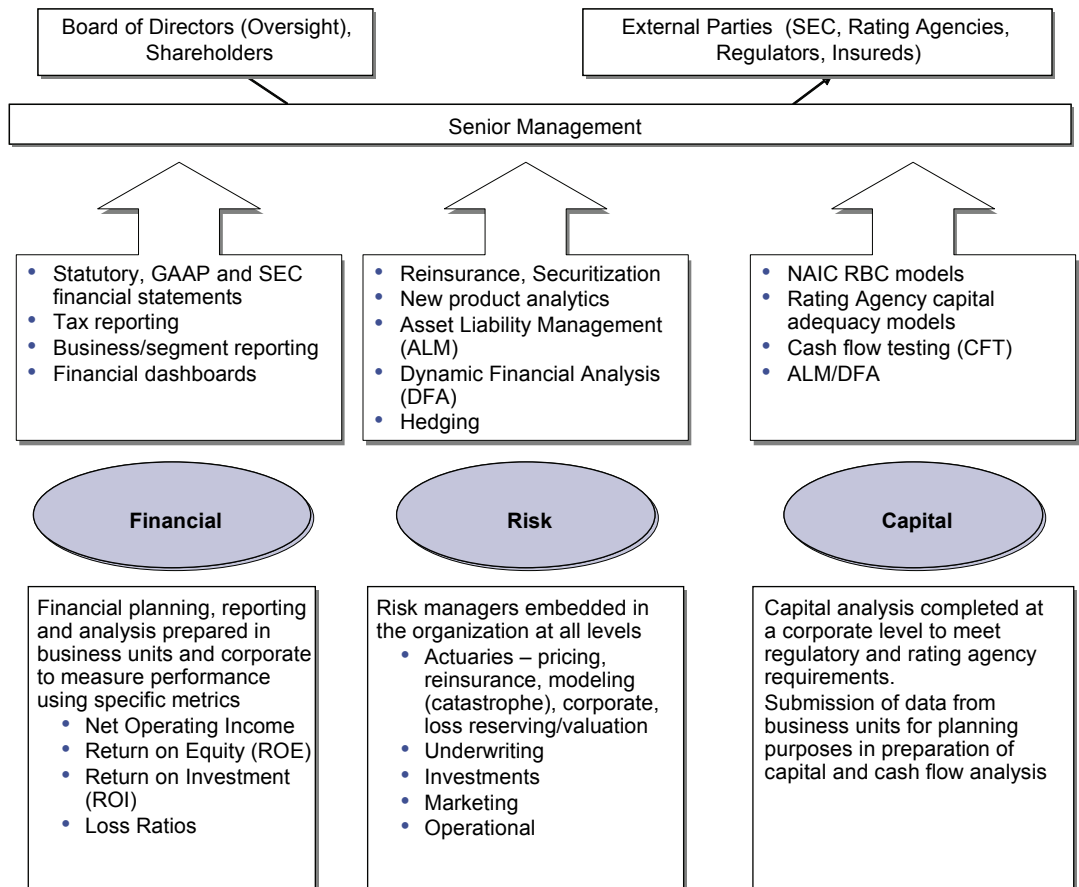 Board of Directors (Oversight),
Shareholders
External Parties  (SEC, Rating Agencies,
Regulators, Insureds)
Senior Management
• Statutory, GAAP and SEC
financial statements
• Tax reporting
• Business/segment reporting
• Financial dashboards
• Reinsurance, Securitization
• New product analytics
• Asset Liability Management
(ALM)
• Dynamic Financial Analysis
(DFA)
• Hedging
• NAIC RBC models
• Rating Agency capital
adequacy models
• Cash flow testing (CFT)
• ALM/DFA
Financial
Risk
Capital
Financial planning, reporting
and analysis prepared in
business units and corporate
to measure performance
using specific metrics
• Net Operating Income
• Return on Equity (ROE)
• Return on Investment
(ROI)
• Loss Ratios
Risk managers embedded in
the organization at all levels
• Actuaries – pricing,
reinsurance, modeling
(catastrophe), corporate,
loss reserving/valuation
• Underwriting
• Investments
• Marketing
• Operational
Capital analysis completed at
a corporate level to meet
regulatory and rating agency
requirements.
Submission of data from
business units for planning
purposes in preparation of
capital and cash flow analysis